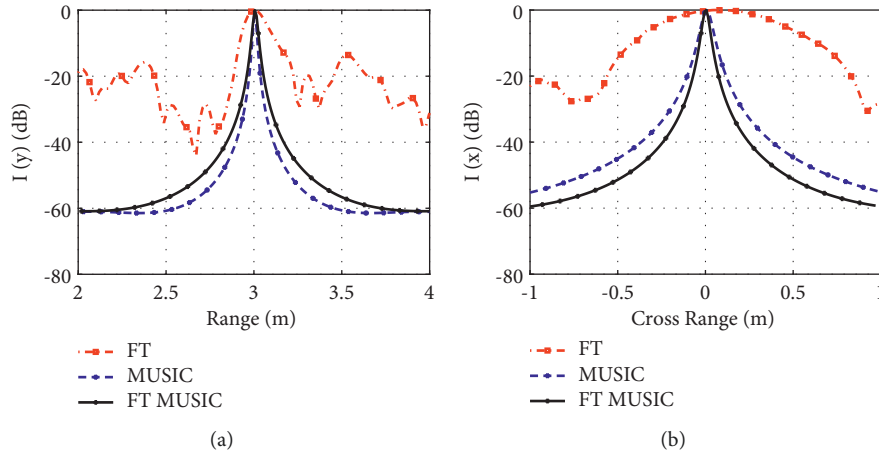 I (y) (dB)
0
-20
-40
-60
-80
2
2.5
3
3.5
4
Range (m)
FT
MUSIC
FT MUSIC
(a)
I (x) (dB)
0
-20
-40
-60
-80
-1
-0.5
0
0.5
1
Cross Range (m)
FT
MUSIC
FT MUSIC
(b)